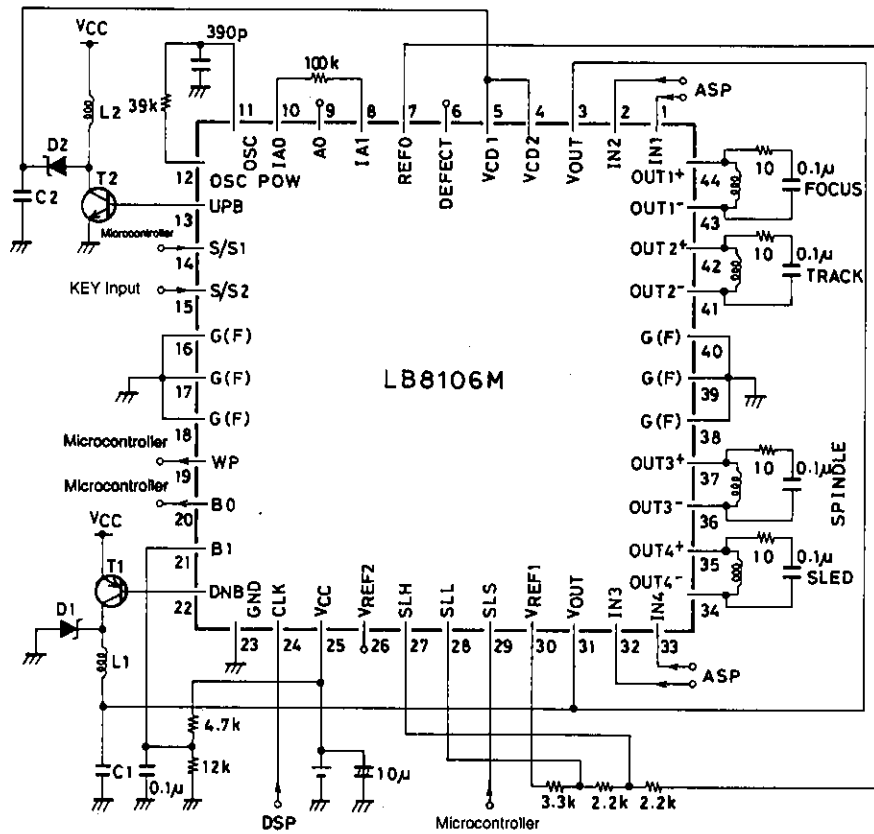 VCC
390p
100k
39k
L2
D2
T2
C2
ASP
11 10 9 8 7 6 5 4 3 2 1
OSC
IA0
A0
IA1
REF0
DEFECT
VCD1
VCD2
VOUT
IN2
IN1
12
OSC POW
13
UPB
Microcontroller
S/S1
14
KEY Input
S/S2
15
G(F)
16
G(F)
17
G(F)
18
Microcontroller
WP
19
Microcontroller
B0
20
B1
21
DNB
22
VCC
T1
D1
L1
C1
LB8106M
OUT1+
44
OUT1-
43
10
0.1μ
FOCUS
OUT2+
42
OUT2-
41
10
0.1μ
TRACK
G(F)
40
G(F)
39
G(F)
38
OUT3+
37
OUT3-
36
10
0.1μ
SPINDLE
OUT4+
35
OUT4-
34
10
0.1μ
SLED
GND
CLK
VCC
VREF2
SLH
SLL
SLS
VREF1
VOUT
IN3
IN4
23 24 25 26 27 28 29 30 31 32 33
ASP
4.7k
12k
0.1μ
10μ
3.3k
2.2k
2.2k
DSP
Microcontroller